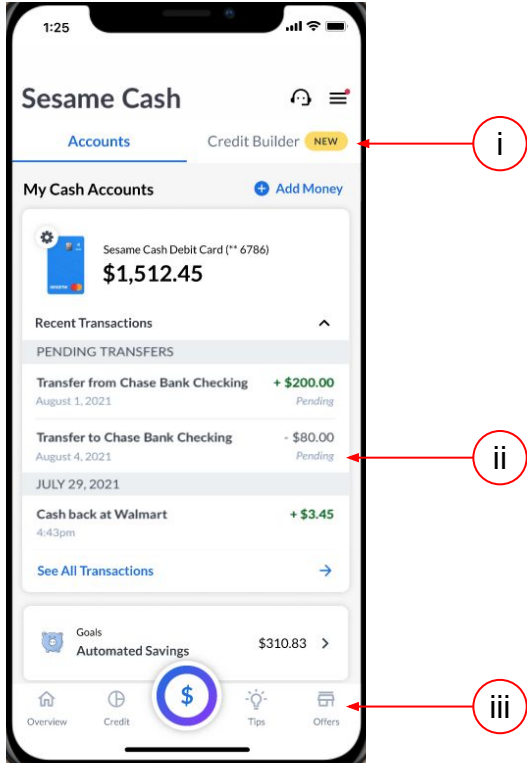 1:25
Sesame Cash
Accounts
Credit Builder NEW
i
My Cash Accounts
Add Money
Sesame Cash Debit Card (** 6786)
$1,512.45
sesame
Recent Transactions
PENDING TRANSFERS
Transfer from Chase Bank Checking + $200.00
August 1, 2021 Pending
Transfer to Chase Bank Checking - $80.00
August 4, 2021 Pending
ii
JULY 29, 2021
Cash back at Walmart + $3.45
4:43pm
See All Transactions
Goals
Automated Savings $310.83
$
Overview Credit Tips Offers
iii